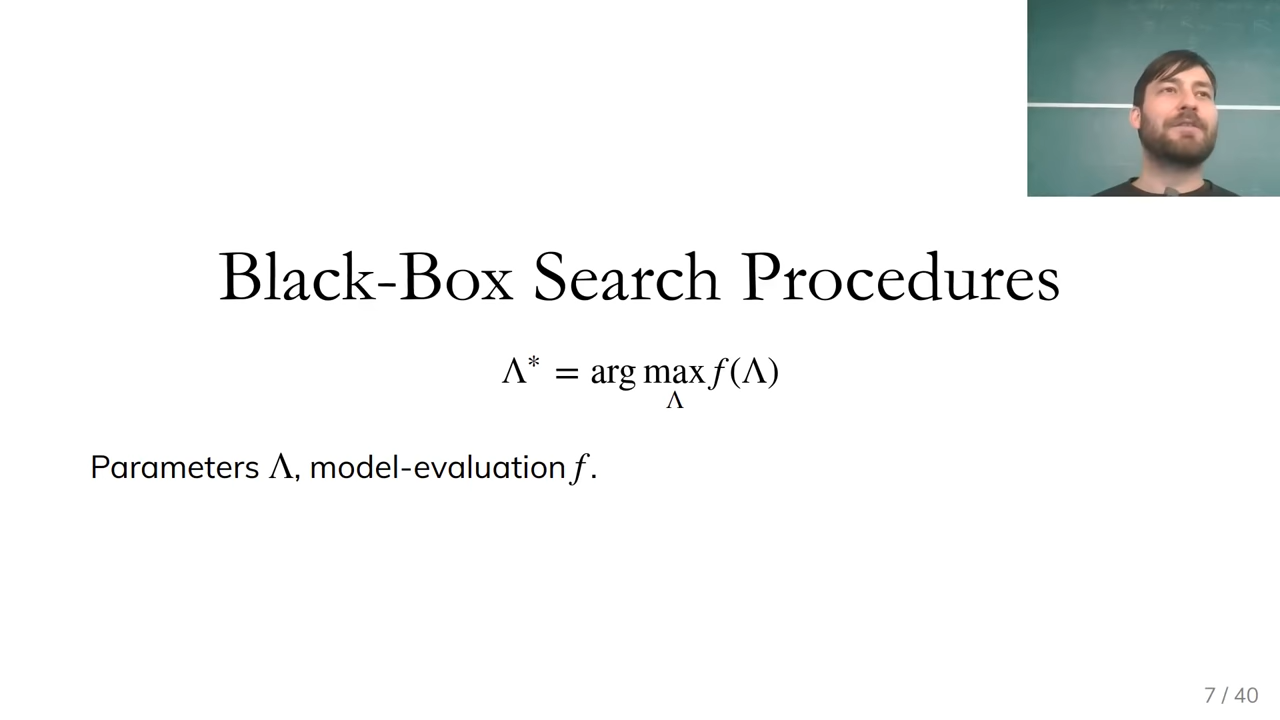 Black-Box Search Procedures
Λ* = arg max f(Λ)
Λ
Parameters Λ, model-evaluation f.
7 / 40